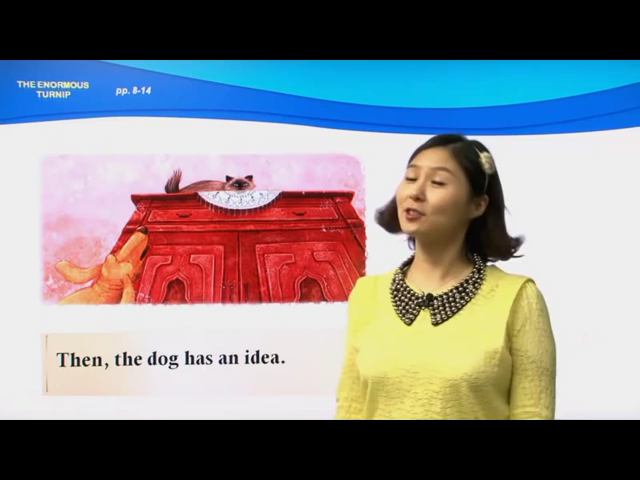 THE ENORMOUS
TURNIP
pp. 8-14
Then, the dog has an idea.